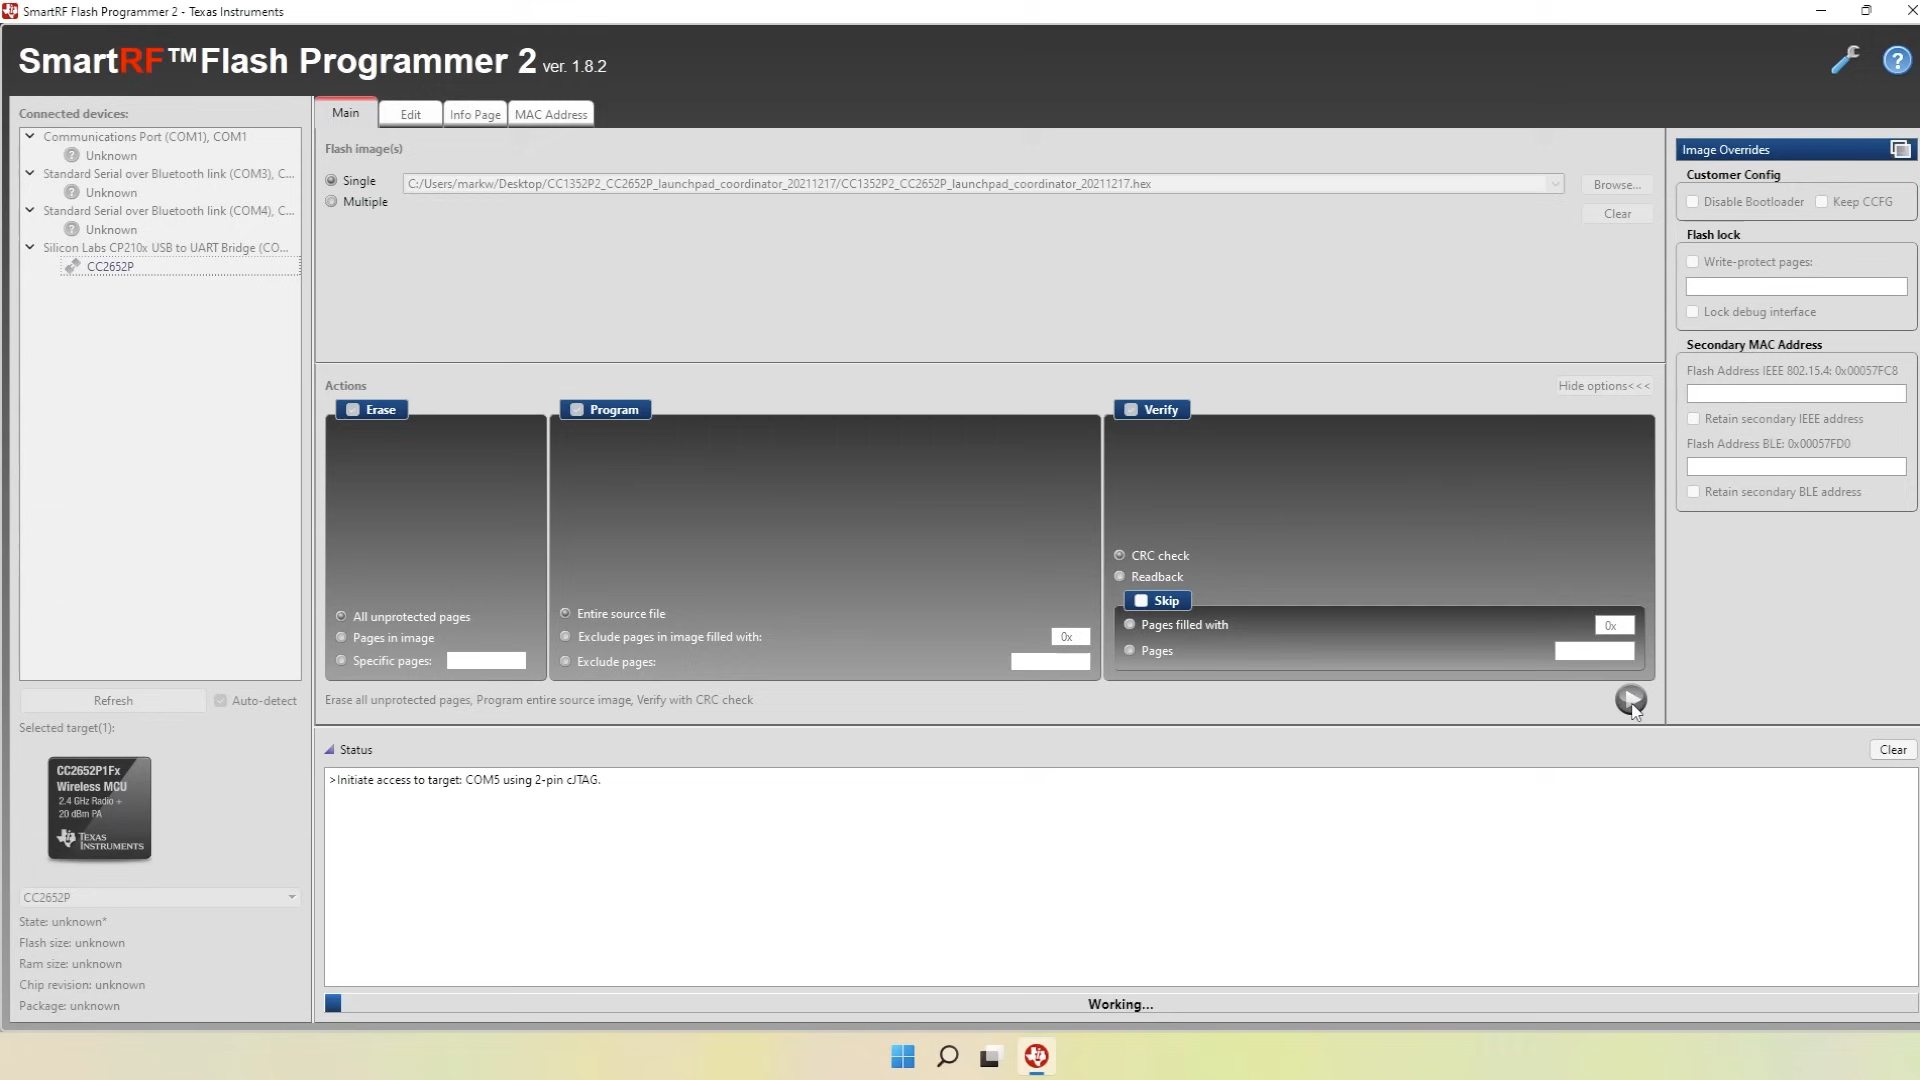 SmartRF Flash Programmer 2 - Texas Instruments
SmartRF™Flash Programmer 2 ver. 1.8.2
?
Connected devices:
Communications Port (COM1), COM1
? Unknown
Standard Serial over Bluetooth link (COM3), C...
? Unknown
Standard Serial over Bluetooth link (COM4), C...
? Unknown
Silicon Labs CP210x USB to UART Bridge (CO...
CC2652P
Refresh
Auto-detect
Selected target(1):
CC2652P1Fx
Wireless MCU
2.4 GHz Radio +
20 dBm PA
TEXAS
INSTRUMENTS
CC2652P
State: unknown*
Flash size: unknown
Ram size: unknown
Chip revision: unknown
Package: unknown
Main
Edit
Info Page
MAC Address
Flash image(s)
Single
C:/Users/markw/Desktop/CC1352P2_CC2652P_launchpad_coordinator_20211217/CC1352P2_CC2652P_launchpad_coordinator_20211217.hex
Browse...
Multiple
Clear
Actions
Hide options<<<
Erase
All unprotected pages
Pages in image
Specific pages:
Program
Entire source file
Exclude pages in image filled with:
0x
Exclude pages:
Verify
CRC check
Readback
Skip
Pages filled with
0x
Pages
Erase all unprotected pages, Program entire source image, Verify with CRC check
Status
Clear
>Initiate access to target: COM5 using 2-pin cJTAG.
Working...
Image Overrides
Customer Config
Disable Bootloader
Keep CCFG
Flash lock
Write-protect pages:
Lock debug interface
Secondary MAC Address
Flash Address IEEE 802.15.4: 0x00057FC8
Retain secondary IEEE address
Flash Address BLE: 0x00057FD0
Retain secondary BLE address